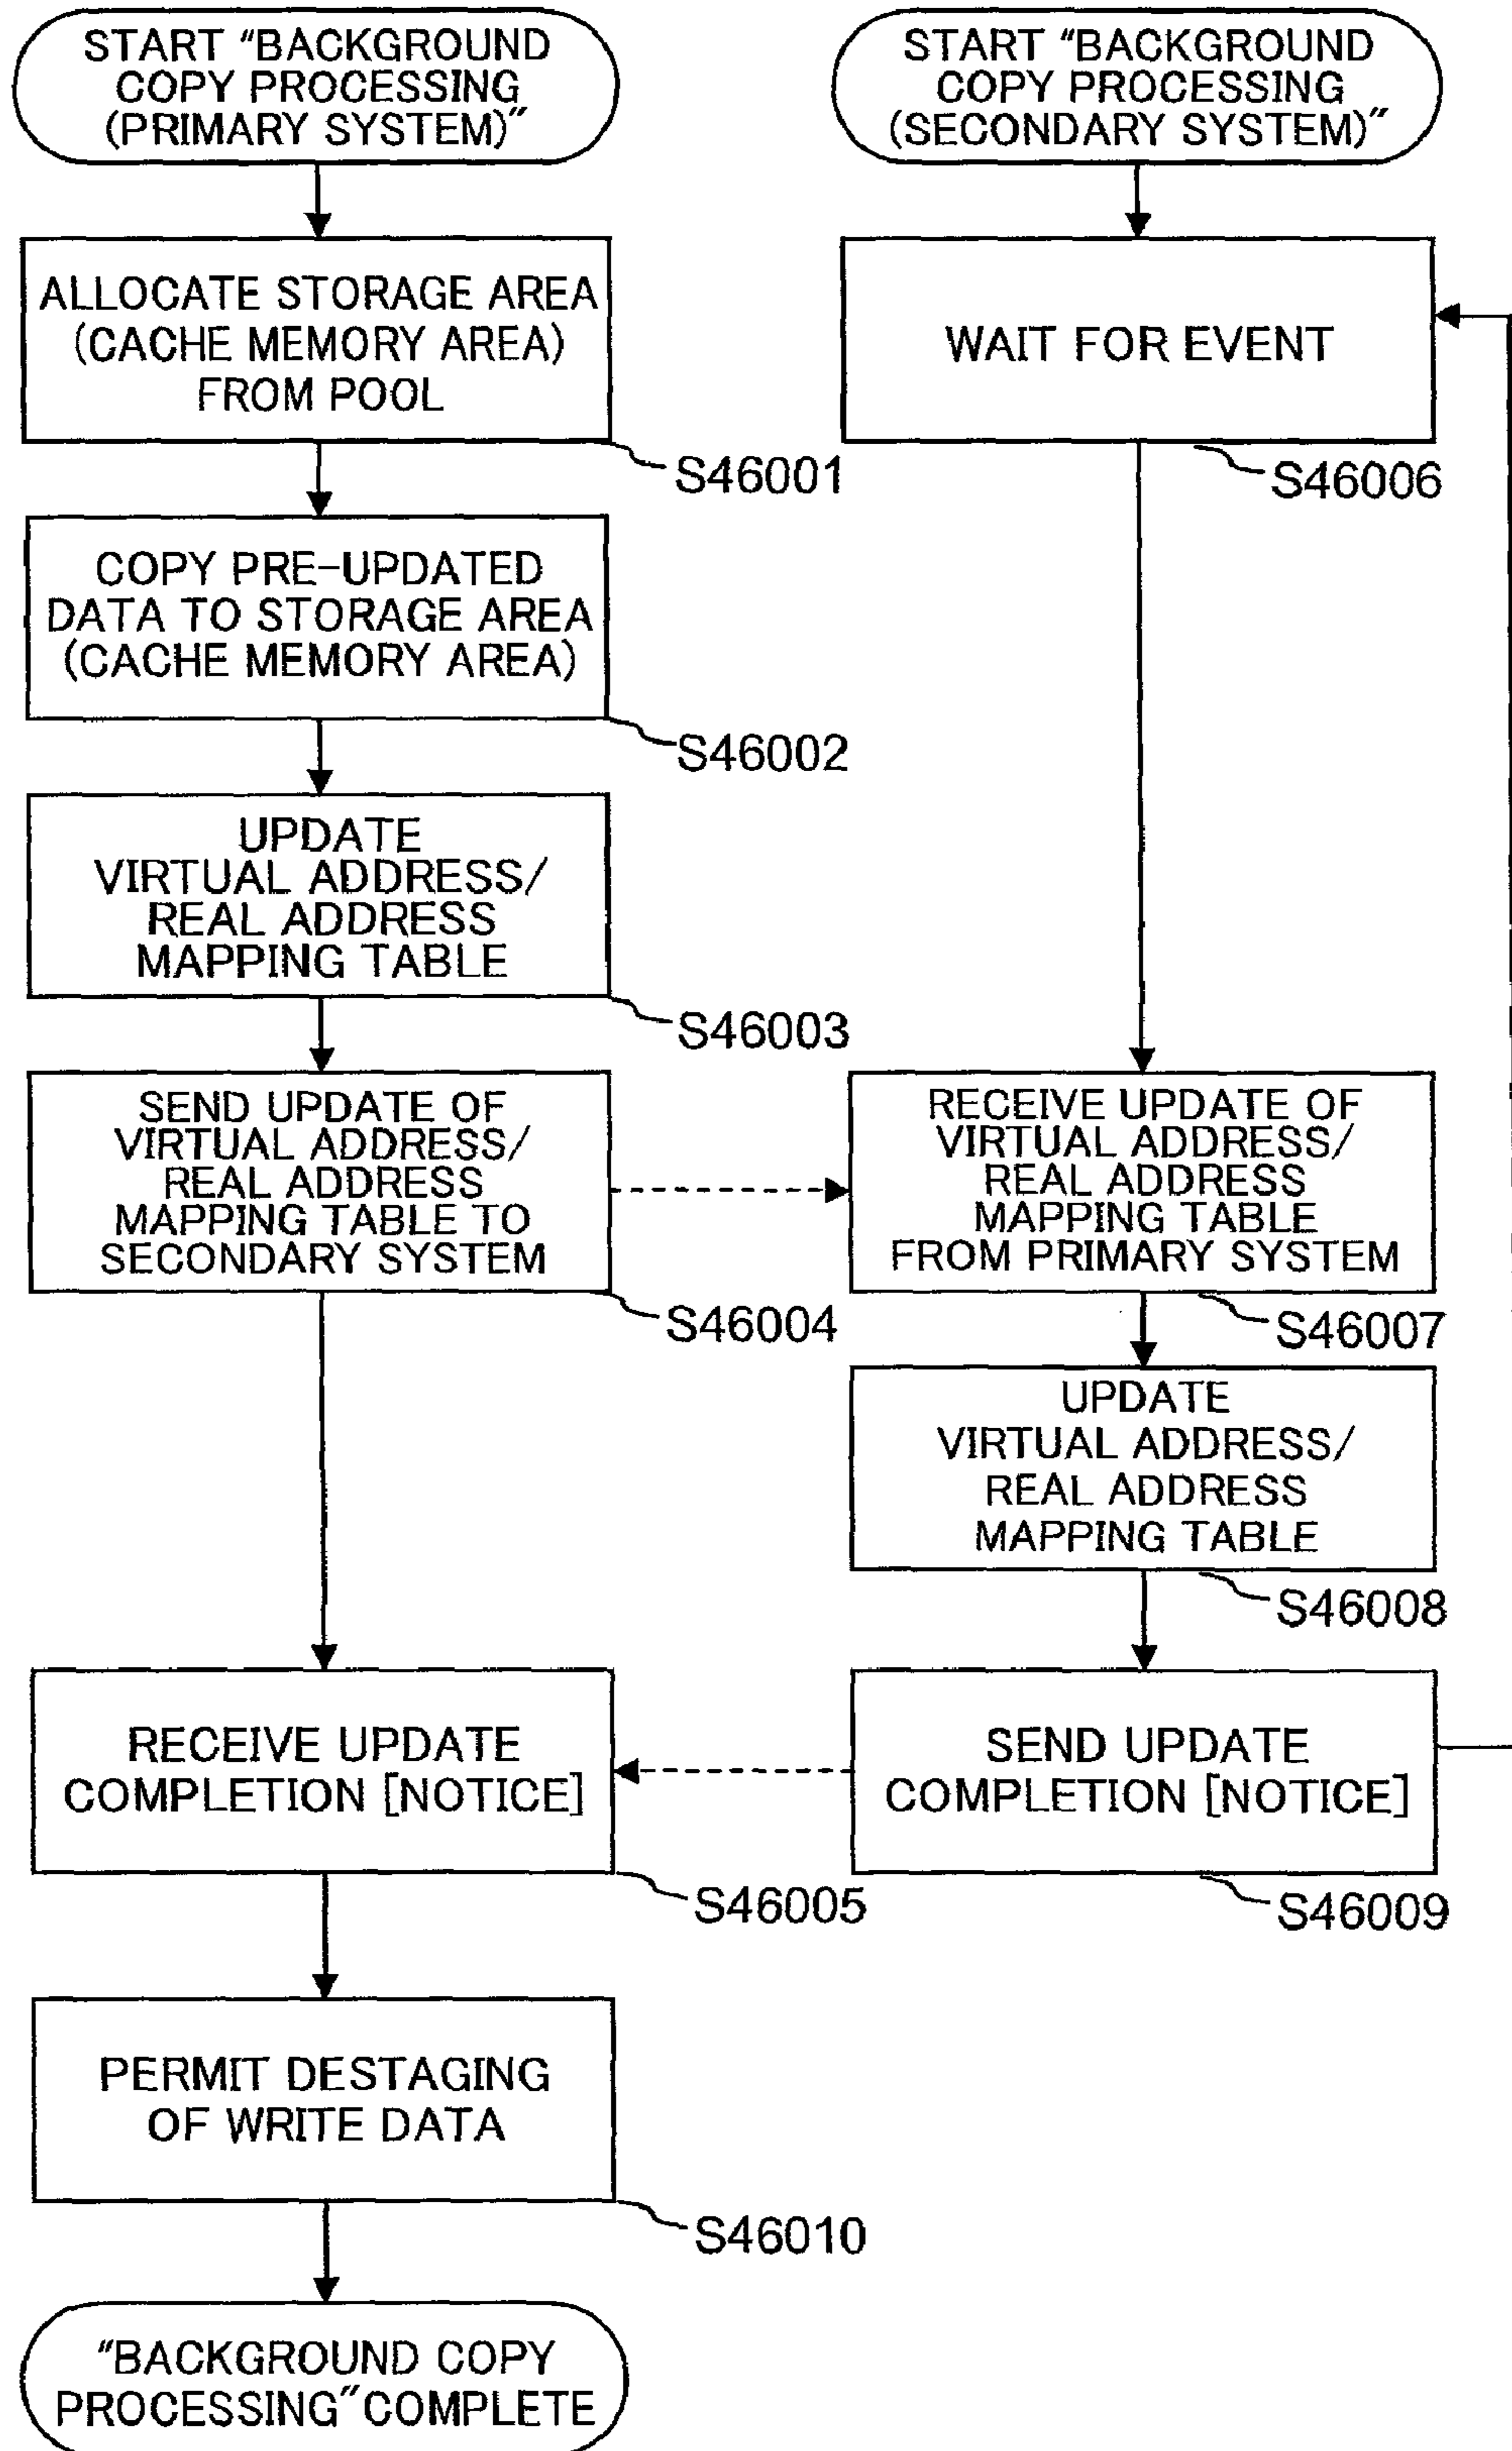 START “BACKGROUND
COPY PROCESSING
(PRIMARY SYSTEM)”
ALLOCATE STORAGE AREA
(CACHE MEMORY AREA)
FROM POOL
S46001
COPY PRE-UPDATED
DATA TO STORAGE AREA
(CACHE MEMORY AREA)
S46002
UPDATE
VIRTUAL ADDRESS/
REAL ADDRESS
MAPPING TABLE
S46003
SEND UPDATE OF
VIRTUAL ADDRESS/
REAL ADDRESS
MAPPING TABLE TO
SECONDARY SYSTEM
S46004
RECEIVE UPDATE
COMPLETION [NOTICE]
S46005
PERMIT DESTAGING
OF WRITE DATA
S46010
“BACKGROUND COPY
PROCESSING” COMPLETE
START “BACKGROUND
COPY PROCESSING
(SECONDARY SYSTEM)”
WAIT FOR EVENT
S46006
RECEIVE UPDATE OF
VIRTUAL ADDRESS/
REAL ADDRESS
MAPPING TABLE
FROM PRIMARY SYSTEM
S46007
UPDATE
VIRTUAL ADDRESS/
REAL ADDRESS
MAPPING TABLE
S46008
SEND UPDATE
COMPLETION [NOTICE]
S46009